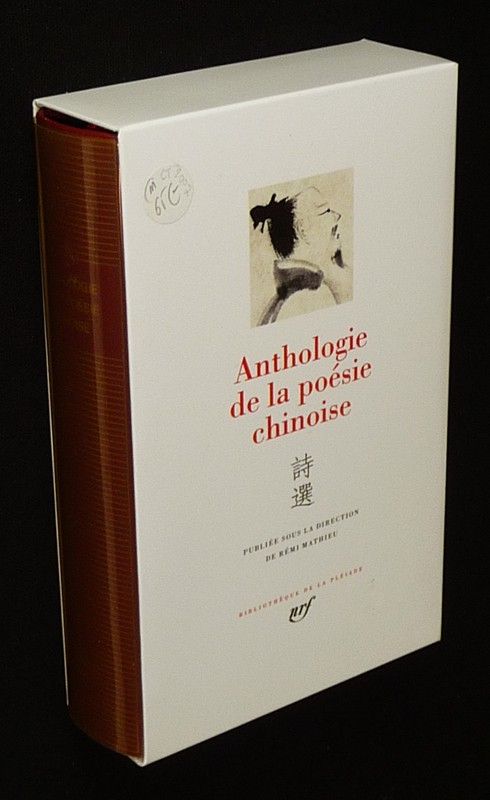 65€
Anthologie
de la poésie
chinoise
詩
選
PUBLIÉE SOUS LA DIRECTION
DE RÉMI MATHIEU
BIBLIOTHÈQUE DE LA PLÉIADE
nrf